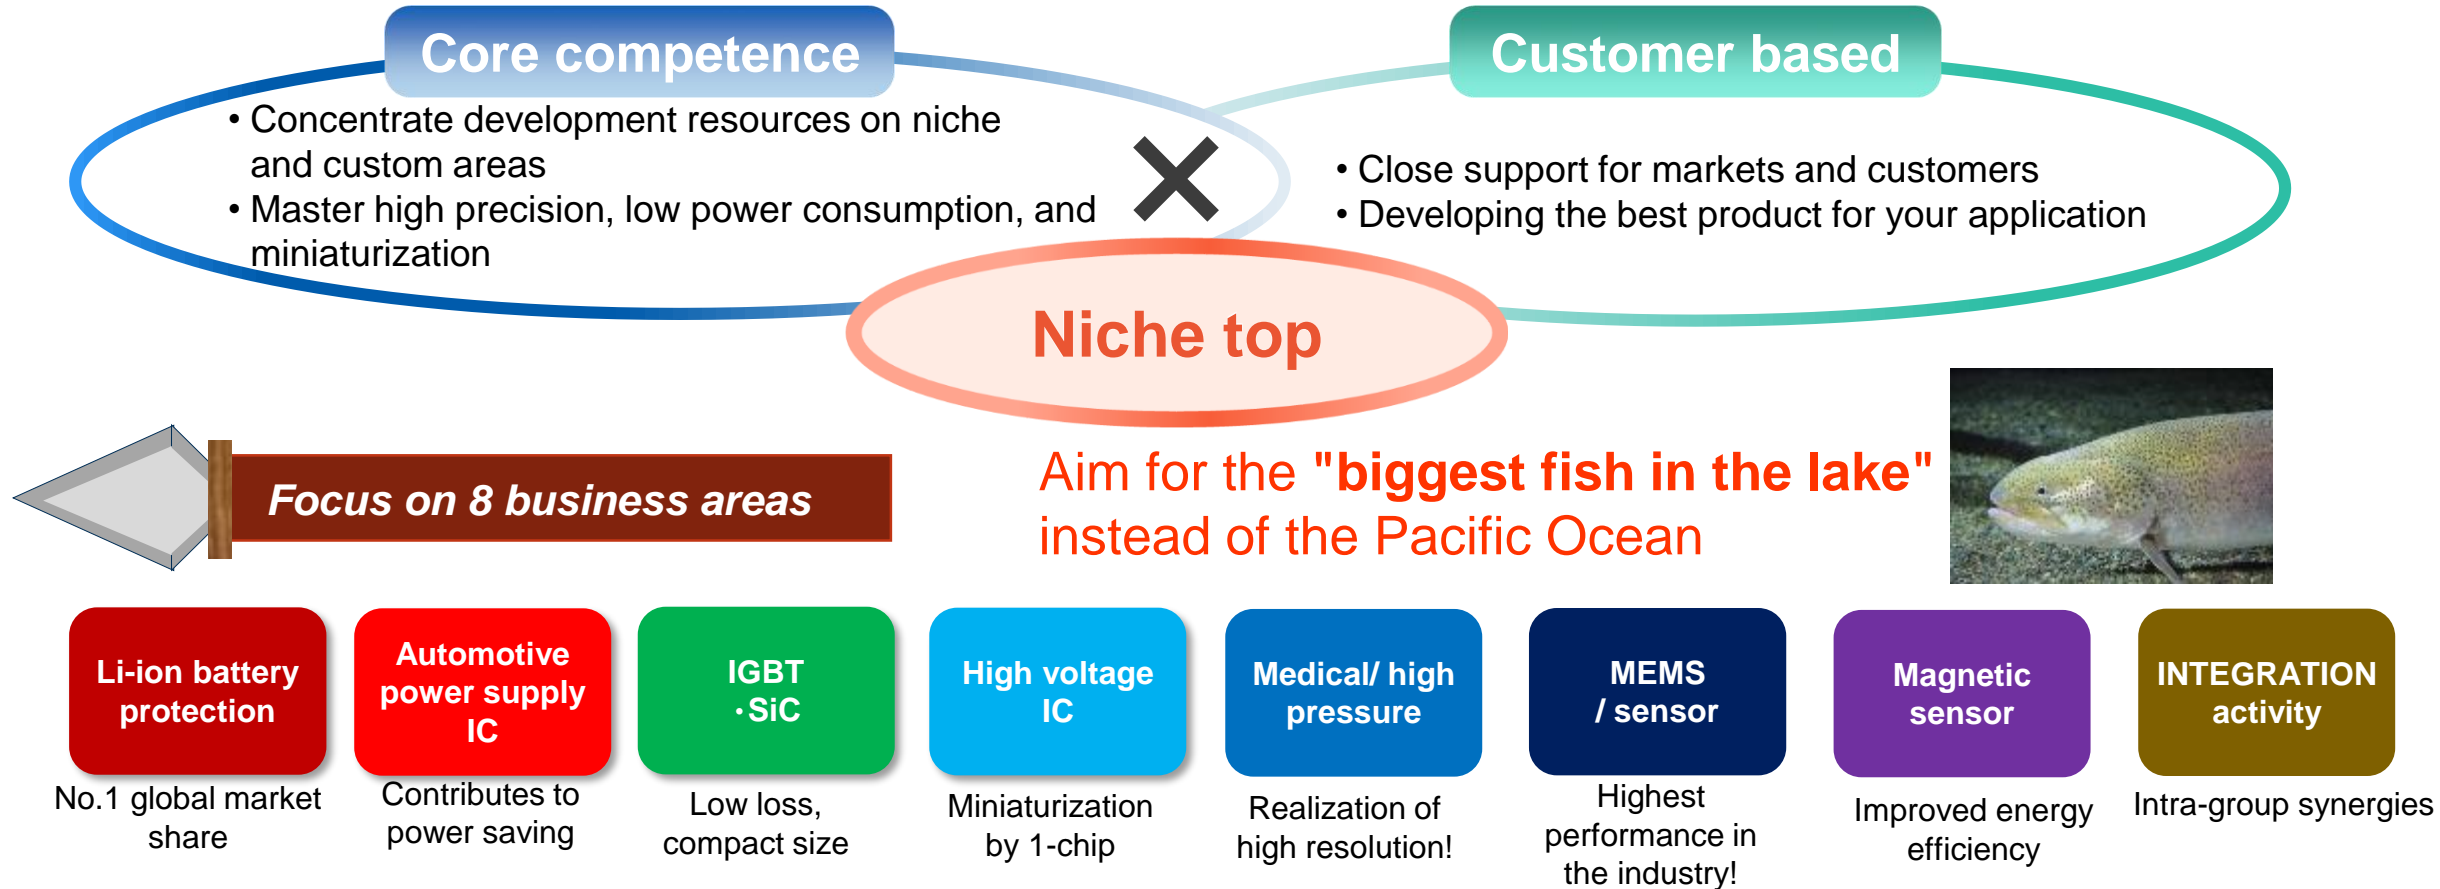 Core competence
Customer based
• Concentrate development resources on niche
and custom areas
• Master high precision, low power consumption, and
miniaturization
• Close support for markets and customers
• Developing the best product for your application
Niche top
Focus on 8 business areas
Aim for the "biggest fish in the lake"
instead of the Pacific Ocean
Li-ion battery
protection
No.1 global market
share
Automotive
power supply
IC
Contributes to
power saving
IGBT
・SiC
Low loss,
compact size
High voltage
IC
Miniaturization
by 1-chip
Medical/ high
pressure
Realization of
high resolution!
MEMS
/ sensor
Highest
performance in
the industry!
Magnetic
sensor
Improved energy
efficiency
INTEGRATION
activity
Intra-group synergies